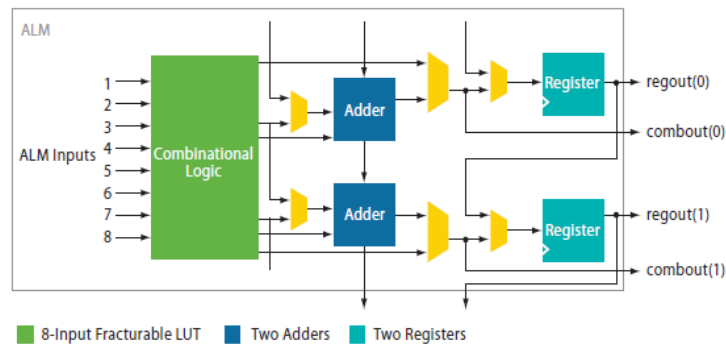 ALM
1
2
3
ALM Inputs
4
5
6
7
8
Combinational
Logic
Adder
Adder
Register
Register
regout(0)
combout(0)
regout(1)
combout(1)
8-Input Fracturable LUT
Two Adders
Two Registers